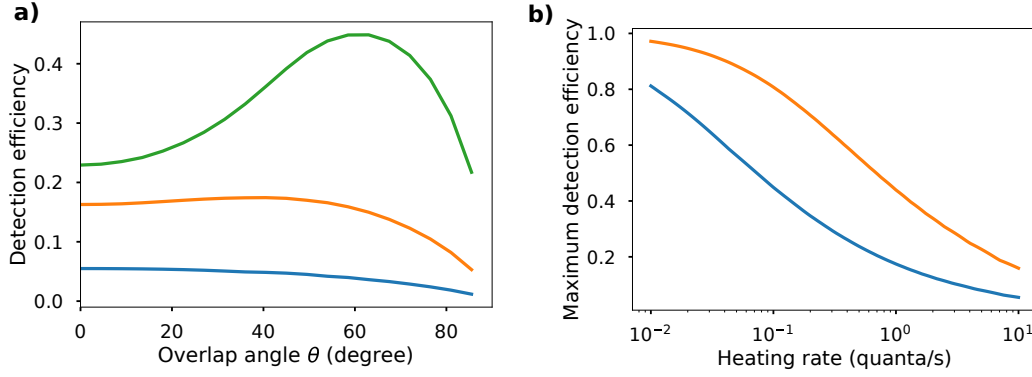 a)
Detection efficiency
0.4
0.3
0.2
0.1
0.0
0 20 40 60 80
Overlap angle θ (degree)
b)
Maximum detection efficiency
1.0
0.8
0.6
0.4
0.2
10⁻² 10⁻¹ 10⁰ 10¹
Heating rate (quanta/s)